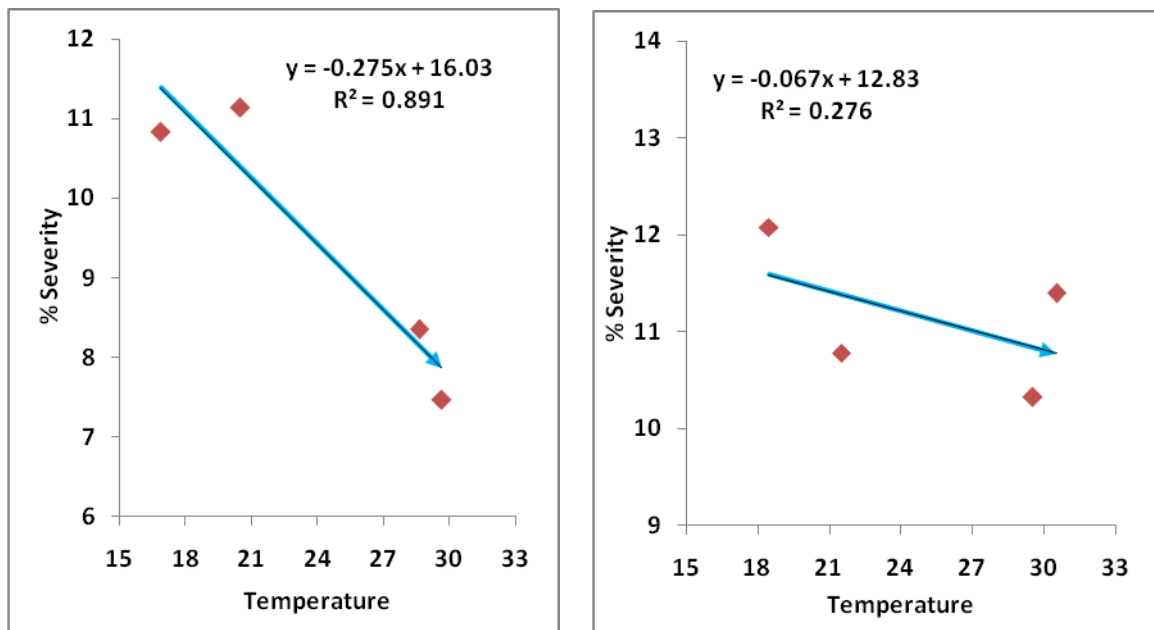 12
11
10
9
8
7
6
% Severity
y = -0.275x + 16.03
R² = 0.891
15 18 21 24 27 30 33
Temperature
14
13
12
11
10
9
% Severity
y = -0.067x + 12.83
R² = 0.276
15 18 21 24 27 30 33
Temperature